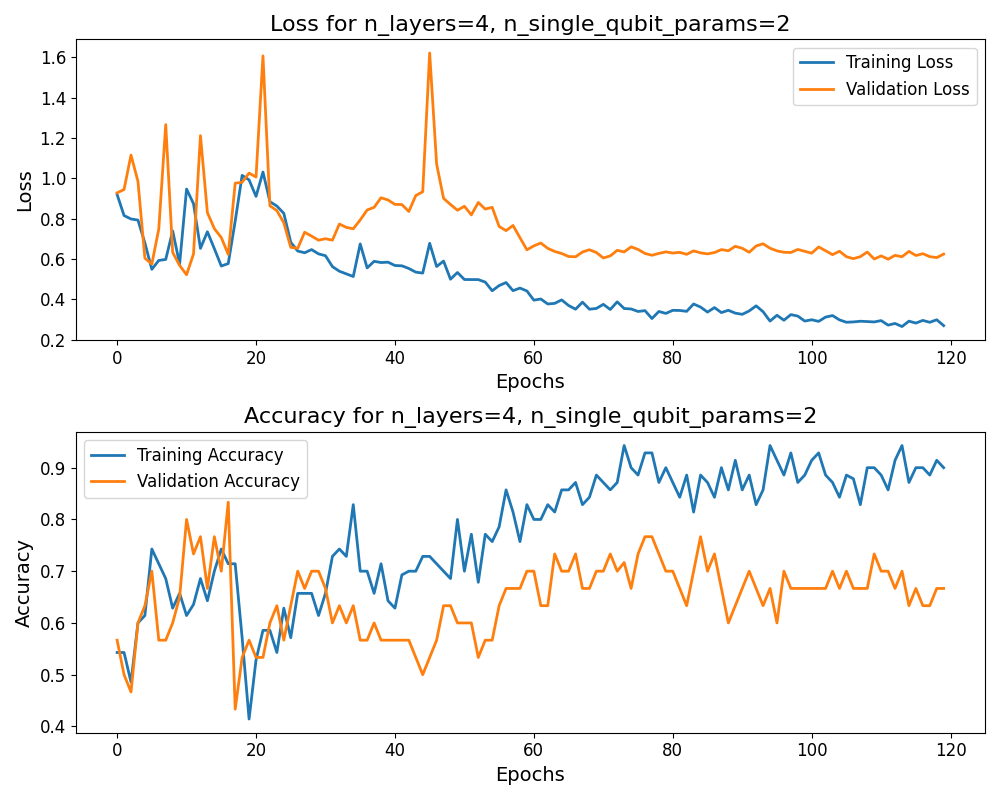 Loss for n_layers=4, n_single_qubit_params=2
Training Loss
Validation Loss
Loss
1.6
1.4
1.2
1.0
0.8
0.6
0.4
0.2
0 20 40 60 80 100 120
Epochs
Accuracy for n_layers=4, n_single_qubit_params=2
Training Accuracy
Validation Accuracy
Accuracy
0.9
0.8
0.7
0.6
0.5
0.4
0 20 40 60 80 100 120
Epochs